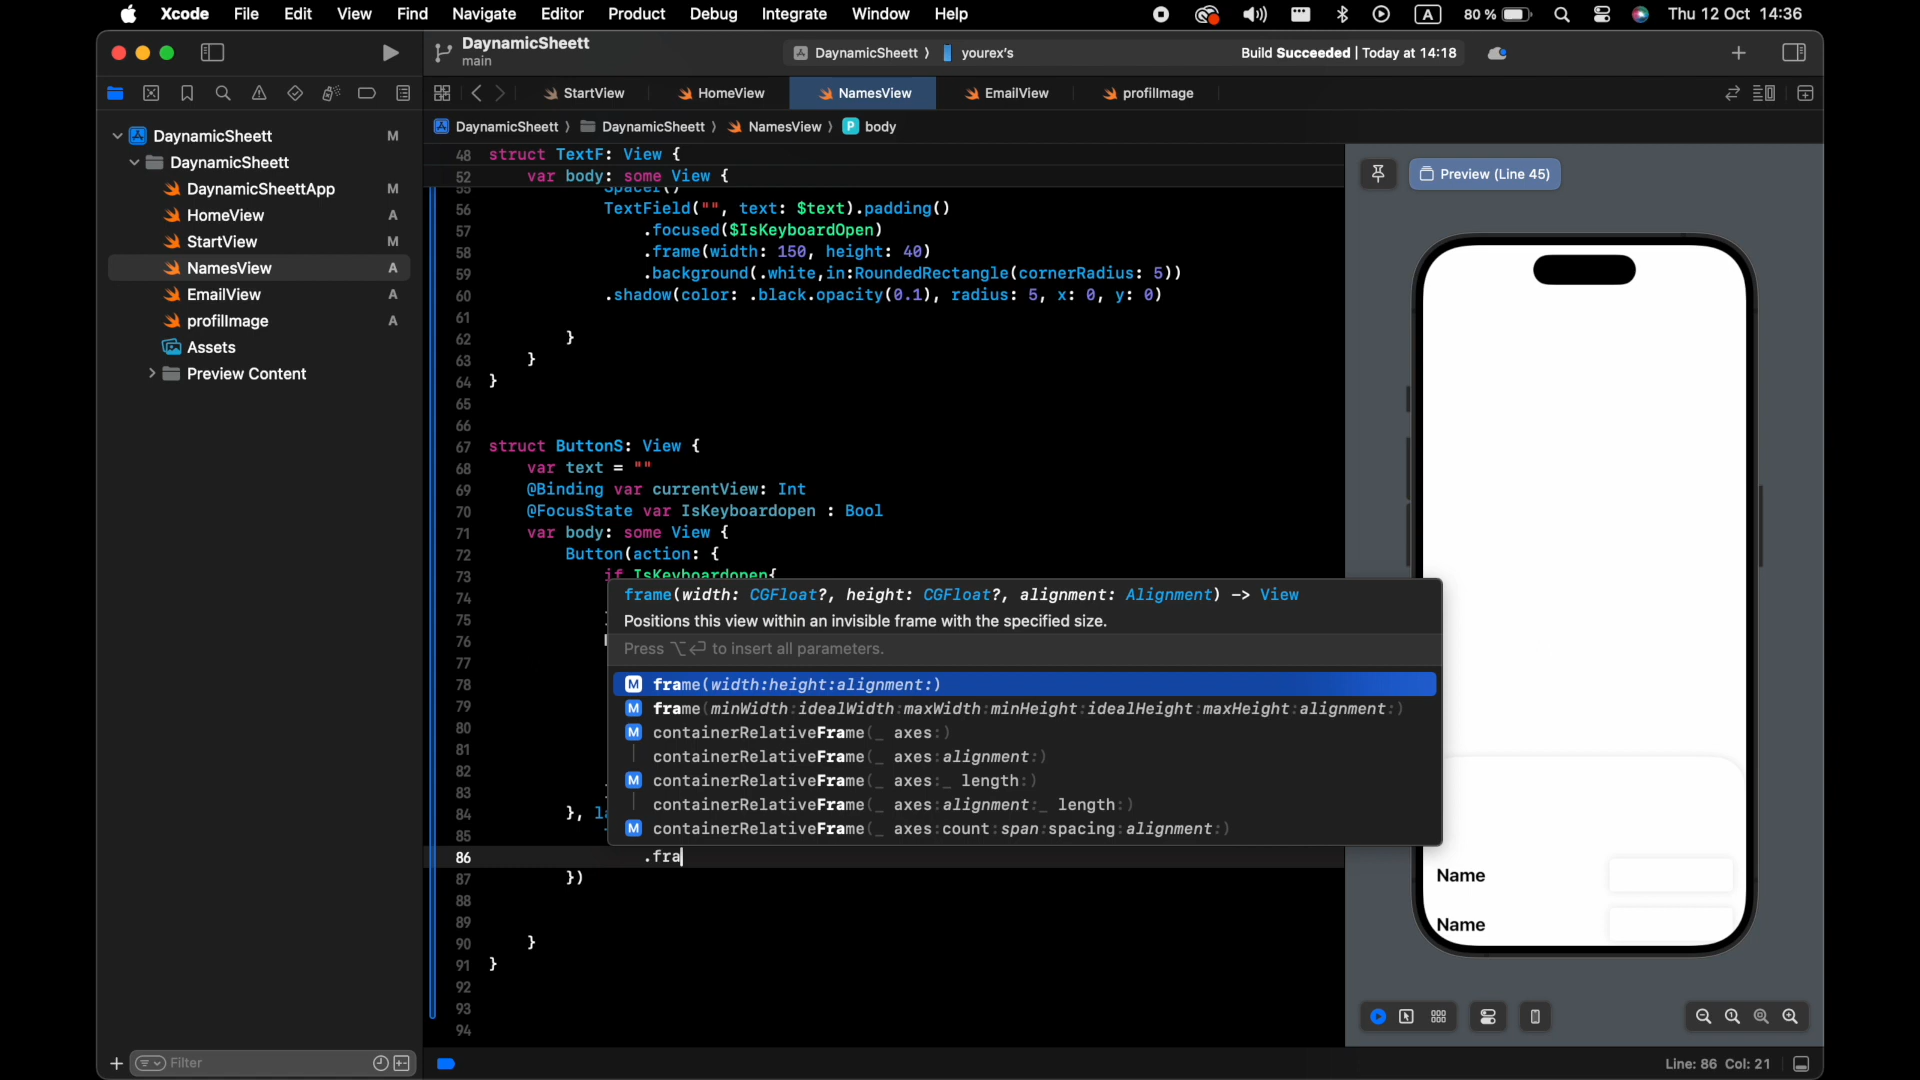 Xcode File Edit View Find Navigate Editor Product Debug Integrate Window Help A 80 % Thu 12 Oct 14:36
DaynamicSheett
main
DaynamicSheett yourex's Build Succeeded | Today at 14:18
StartView HomeView NamesView EmailView profilImage
DaynamicSheett DaynamicSheett NamesView P body
DaynamicSheett M
DaynamicSheett
DaynamicSheettApp M
HomeView A
StartView M
NamesView A
EmailView A
profilImage A
Assets
Preview Content
48 struct TextF: View {
52 var body: some View {
55 Spacer()
56 TextField("", text: $text).padding()
57 .focused($IsKeyboardOpen)
58 .frame(width: 150, height: 40)
59 .background(.white,in:RoundedRectangle(cornerRadius: 5))
60 .shadow(color: .black.opacity(0.1), radius: 5, x: 0, y: 0)
61
62 }
63 }
64 }
65
66
67 struct ButtonS: View {
68 var text = ""
69 @Binding var currentView: Int
70 @FocusState var IsKeyboardopen : Bool
71 var body: some View {
72 Button(action: {
73 if IsKeyboardopen{
74
75
76
77
78
79
80
81
82
83
84 }, la
85
86 .fra
87 })
88
89
90 }
91 }
92
93
94
frame(width: CGFloat?, height: CGFloat?, alignment: Alignment) -> View
Positions this view within an invisible frame with the specified size.
Press ⌥↩ to insert all parameters.
M frame(width:height:alignment:)
M frame(minWidth:idealWidth:maxWidth:minHeight:idealHeight:maxHeight:alignment:)
M containerRelativeFrame(_ axes:)
containerRelativeFrame(_ axes:alignment:)
M containerRelativeFrame(_ axes:_ length:)
containerRelativeFrame(_ axes:alignment:_ length:)
M containerRelativeFrame(_ axes:count:span:spacing:alignment:)
Preview (Line 45)
Name
Name
Filter
Line: 86 Col: 21